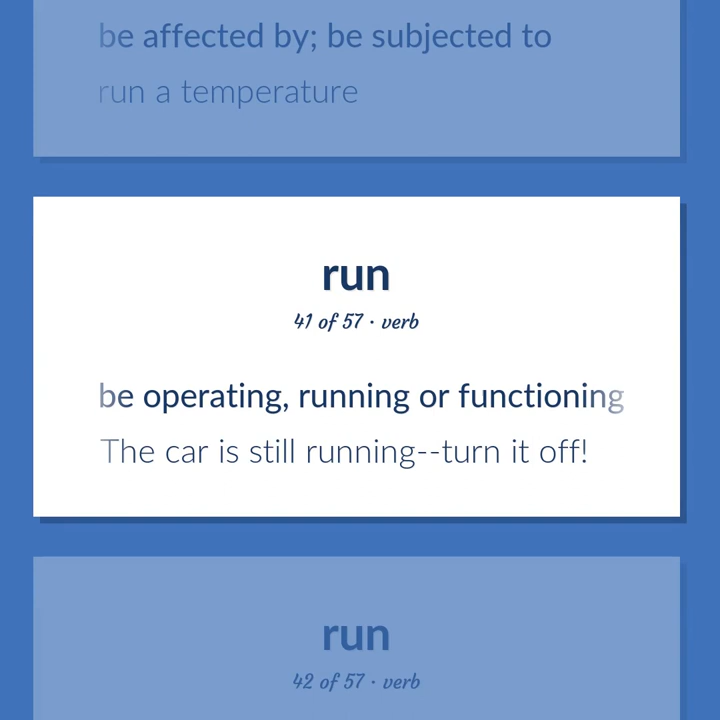 be affected by; be subjected to
run a temperature
run
41 of 57 · verb
be operating, running or functioning
The car is still running--turn it off!
run
42 of 57 · verb